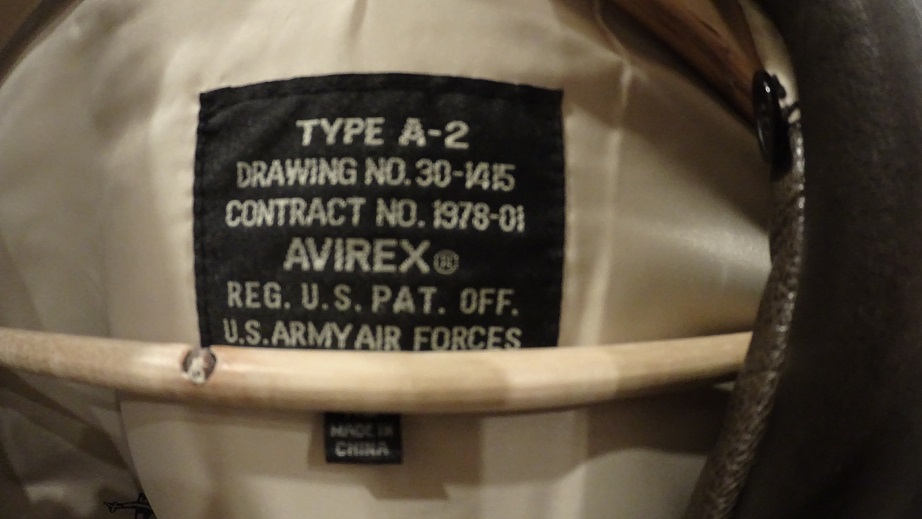 TYPE A-2
DRAWING NO. 30-1415
CONTRACT NO. 1978-01
AVIREX®
REG. U.S. PAT. OFF.
U.S. ARMY AIR FORCES
MADE IN
CHINA